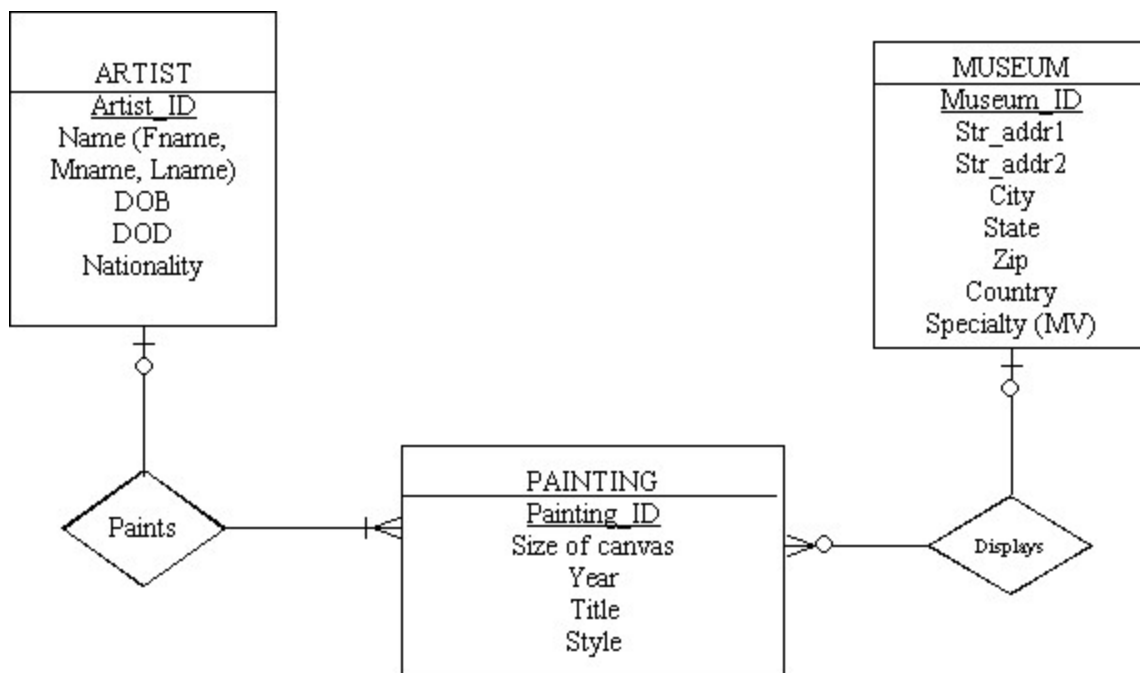 ARTIST
Artist_ID
Name (Fname,
Mname, Lname)
DOB
DOD
Nationality
MUSEUM
Museum_ID
Str_addr1
Str_addr2
City
State
Zip
Country
Specialty (MV)
Paints
PAINTING
Painting_ID
Size of canvas
Year
Title
Style
Displays